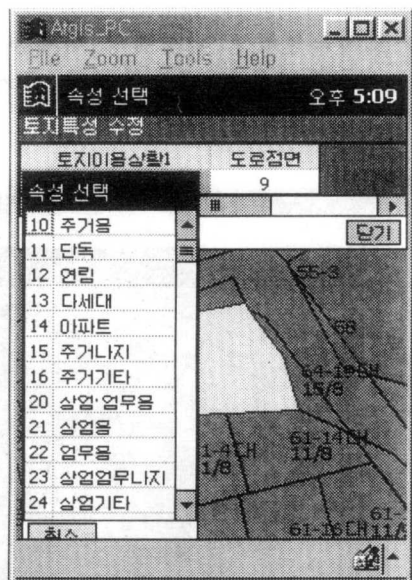 Atgis_PC
File Zoom Tools Help
속성 선택 오후 5:09
토지특성 수정
토지이용상황1 도로접면
속성 선택 9
10 주거용
닫기
11 단독
12 연립
55-3
13 다세대
14 아파트
68
15 주거나지
16 주거기타
64-19대
15/8
20 상업·업무용
21 상업용
22 업무용
61-14대
11/8
1-4대
1/8
23 상업업무나지
24 상업기타
61-
취소
61-16대 11/